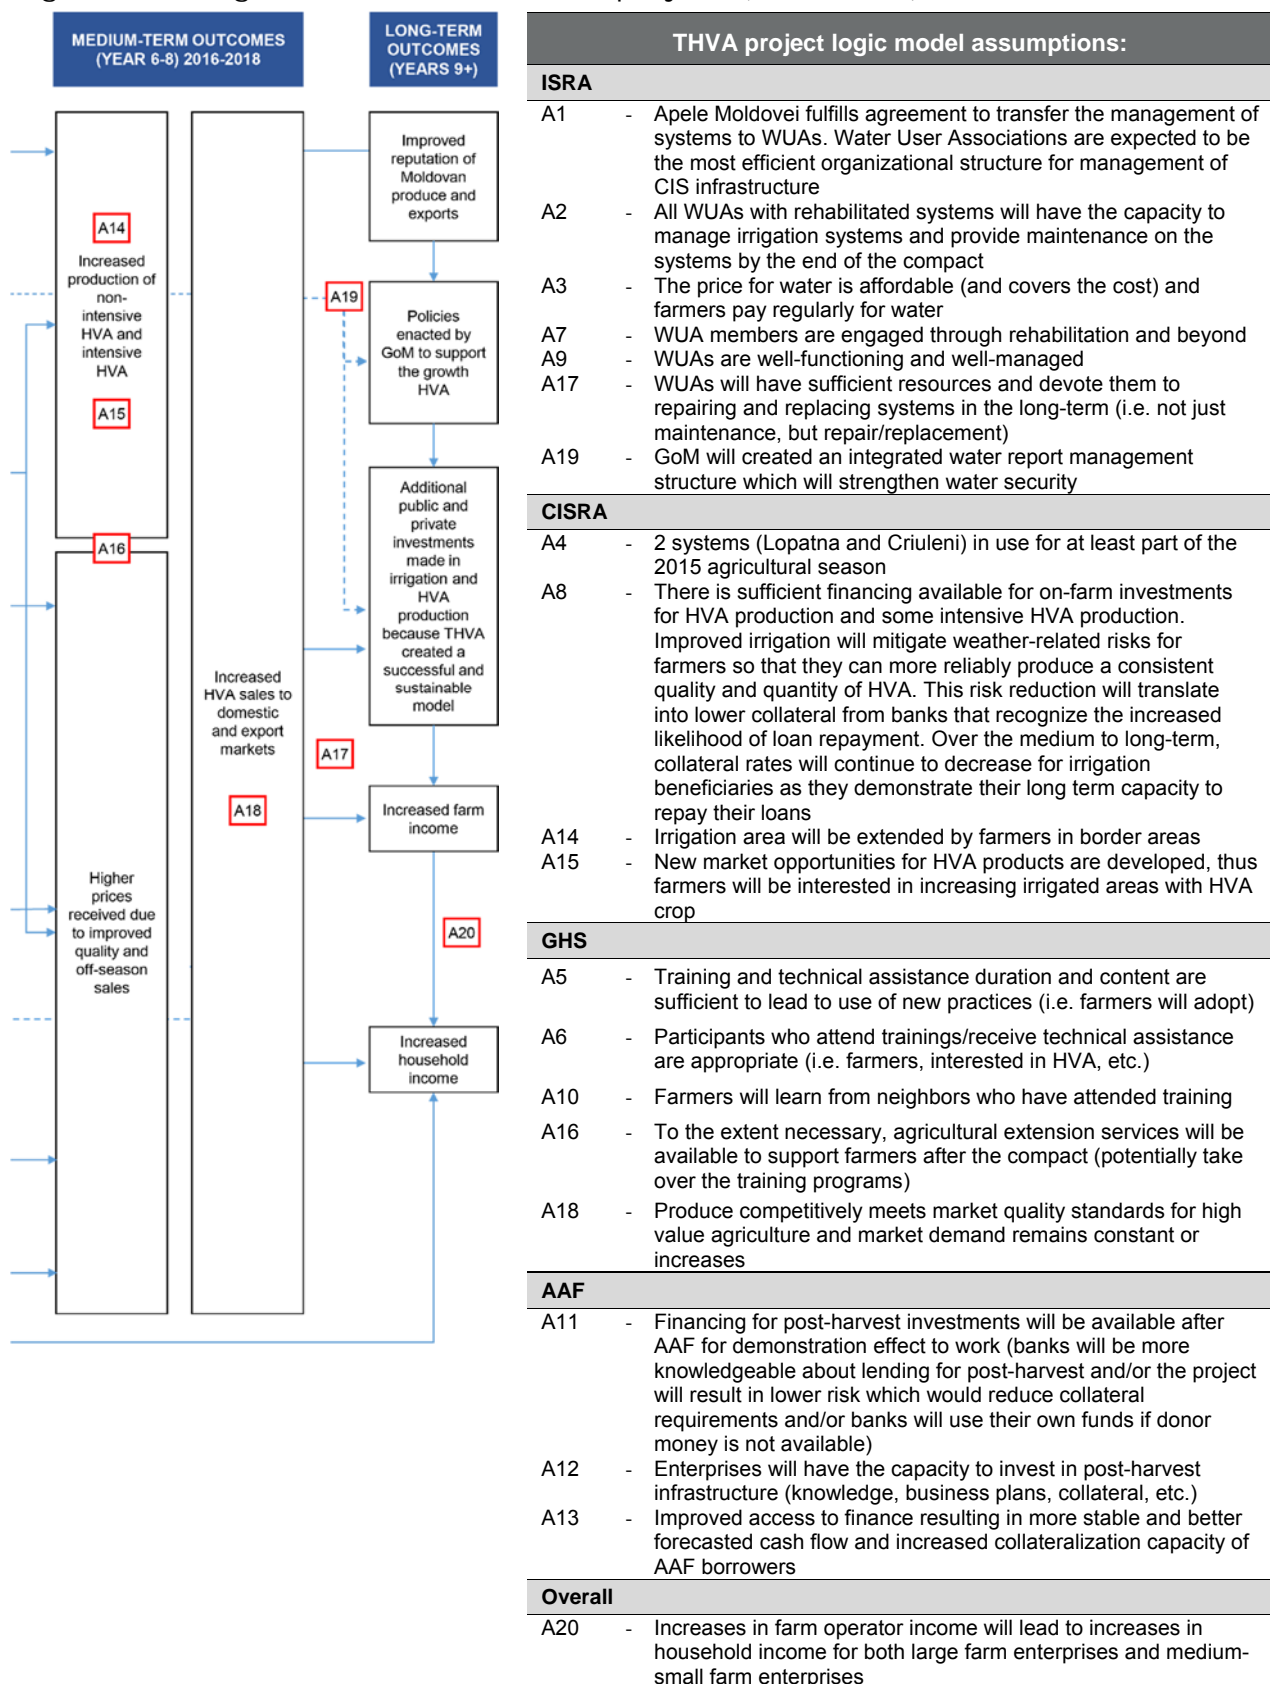 MEDIUM-TERM OUTCOMES
(YEAR 6-8) 2016-2018
LONG-TERM
OUTCOMES
(YEARS 9+)
A14
Increased
production of
non-
intensive
HVA and
intensive
HVA
A15
A16
Higher
prices
received due
to improved
quality and
off-season
sales
Increased
HVA sales to
domestic
and export
markets
A18
A19
A17
A20
Improved
reputation of
Moldovan
produce and
exports
Policies
enacted by
GoM to support
the growth
HVA
Additional
public and
private
investments
made in
irrigation and
HVA
production
because THVA
created a
successful and
sustainable
model
Increased farm
income
Increased
household
income
THVA project logic model assumptions:
ISRA
A1 - Apele Moldovei fulfills agreement to transfer the management of
systems to WUAs. Water User Associations are expected to be
the most efficient organizational structure for management of
CIS infrastructure
A2 - All WUAs with rehabilitated systems will have the capacity to
manage irrigation systems and provide maintenance on the
systems by the end of the compact
A3 - The price for water is affordable (and covers the cost) and
farmers pay regularly for water
A7 - WUA members are engaged through rehabilitation and beyond
A9 - WUAs are well-functioning and well-managed
A17 - WUAs will have sufficient resources and devote them to
repairing and replacing systems in the long-term (i.e. not just
maintenance, but repair/replacement)
A19 - GoM will created an integrated water report management
structure which will strengthen water security
CISRA
A4 - 2 systems (Lopatna and Criuleni) in use for at least part of the
2015 agricultural season
A8 - There is sufficient financing available for on-farm investments
for HVA production and some intensive HVA production.
Improved irrigation will mitigate weather-related risks for
farmers so that they can more reliably produce a consistent
quality and quantity of HVA. This risk reduction will translate
into lower collateral from banks that recognize the increased
likelihood of loan repayment. Over the medium to long-term,
collateral rates will continue to decrease for irrigation
beneficiaries as they demonstrate their long term capacity to
repay their loans
A14 - Irrigation area will be extended by farmers in border areas
A15 - New market opportunities for HVA products are developed, thus
farmers will be interested in increasing irrigated areas with HVA
crop
GHS
A5 - Training and technical assistance duration and content are
sufficient to lead to use of new practices (i.e. farmers will adopt)
A6 - Participants who attend trainings/receive technical assistance
are appropriate (i.e. farmers, interested in HVA, etc.)
A10 - Farmers will learn from neighbors who have attended training
A16 - To the extent necessary, agricultural extension services will be
available to support farmers after the compact (potentially take
over the training programs)
A18 - Produce competitively meets market quality standards for high
value agriculture and market demand remains constant or
increases
AAF
A11 - Financing for post-harvest investments will be available after
AAF for demonstration effect to work (banks will be more
knowledgeable about lending for post-harvest and/or the project
will result in lower risk which would reduce collateral
requirements and/or banks will use their own funds if donor
money is not available)
A12 - Enterprises will have the capacity to invest in post-harvest
infrastructure (knowledge, business plans, collateral, etc.)
A13 - Improved access to finance resulting in more stable and better
forecasted cash flow and increased collateralization capacity of
AAF borrowers
Overall
A20 - Increases in farm operator income will lead to increases in
household income for both large farm enterprises and medium-
small farm enterprises